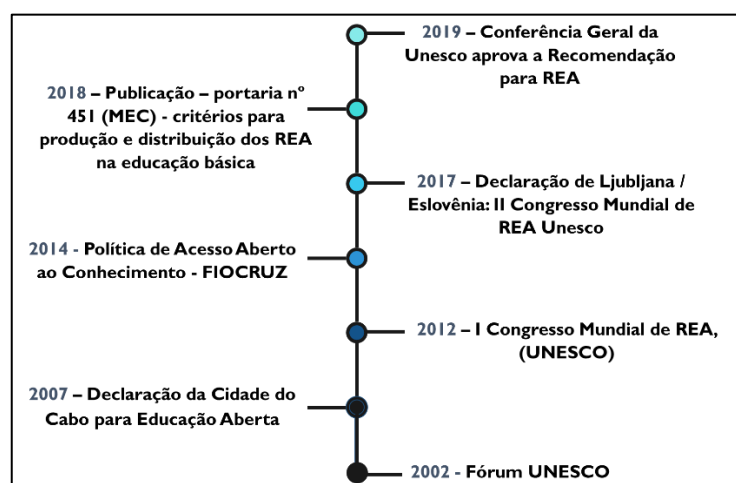 2019 – Conferência Geral da
Unesco aprova a Recomendação
para REA
2018 – Publicação – portaria nº
451 (MEC) - critérios para
produção e distribuição dos REA
na educação básica
2017 – Declaração de Ljubljana /
Eslovênia: II Congresso Mundial de
REA Unesco
2014 - Política de Acesso Aberto
ao Conhecimento - FIOCRUZ
2012 – I Congresso Mundial de REA,
(UNESCO)
2007 – Declaração da Cidade do
Cabo para Educação Aberta
2002 - Fórum UNESCO